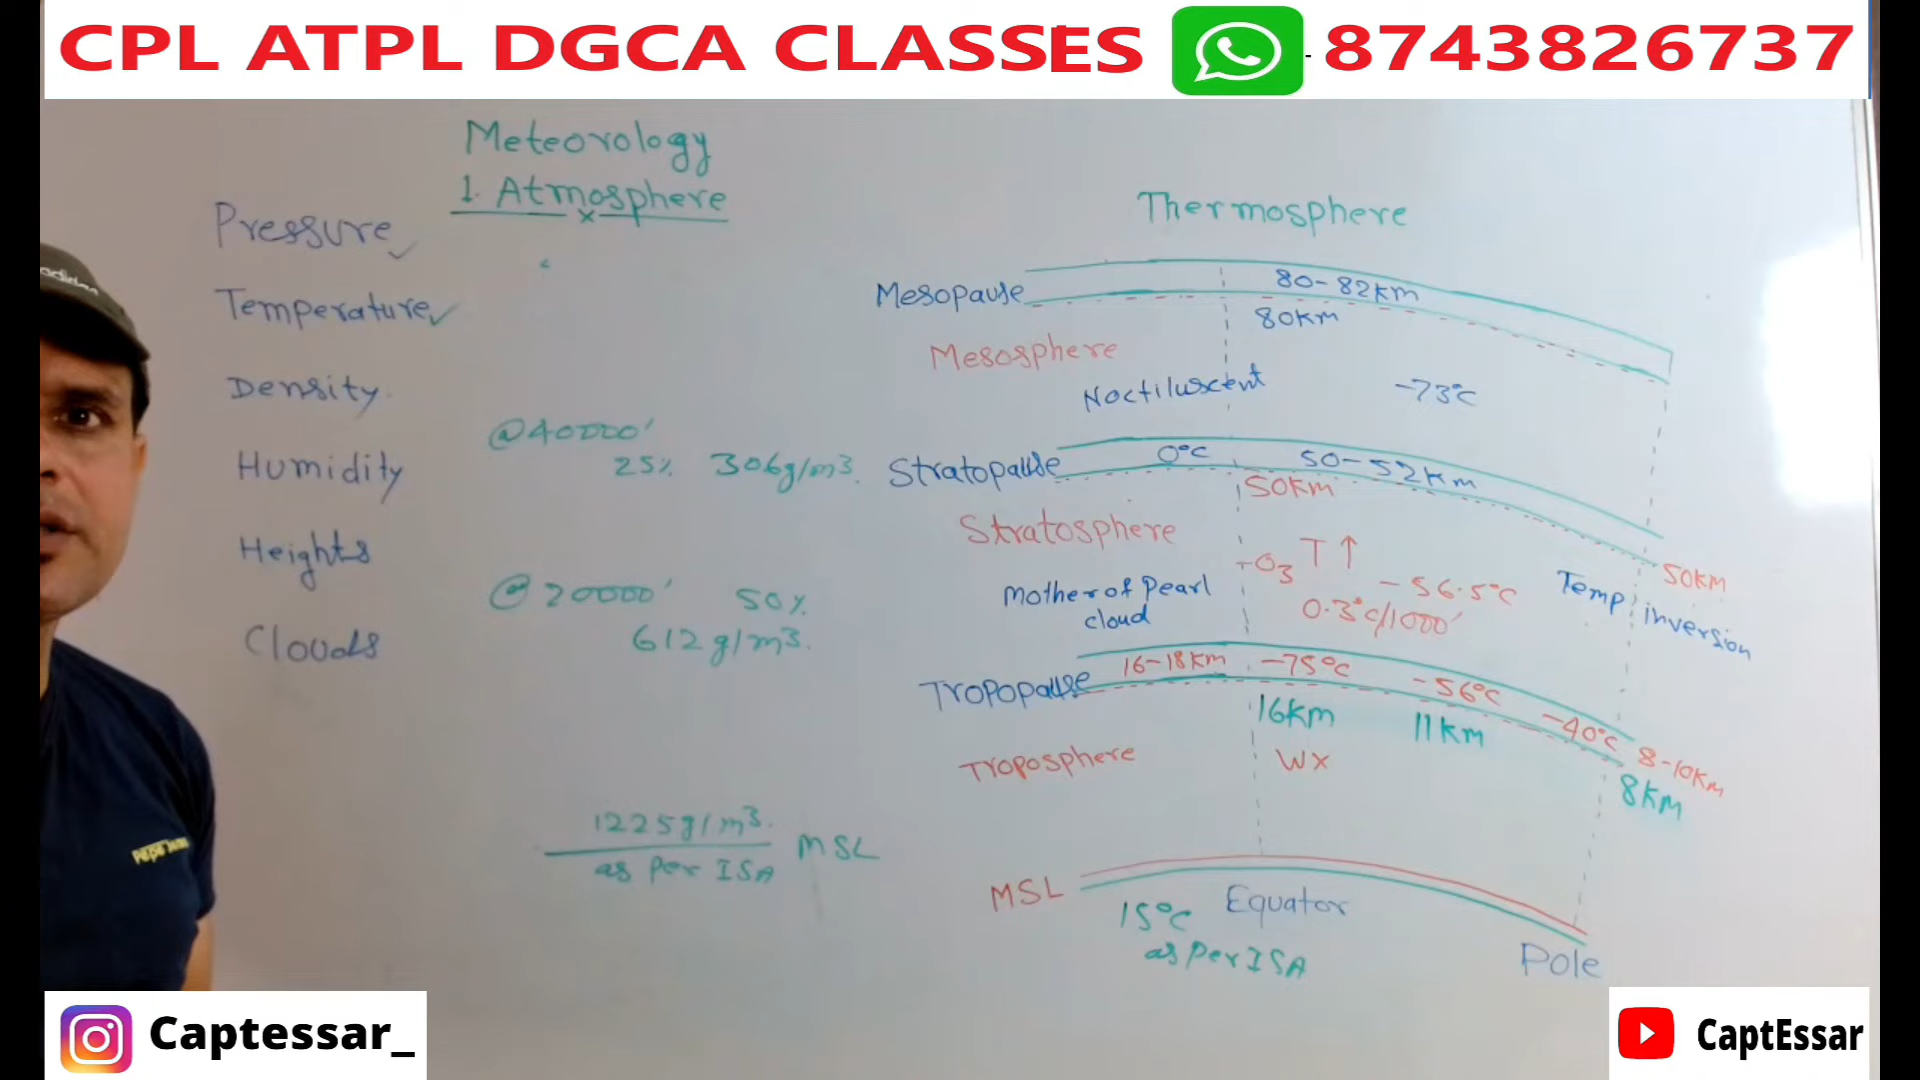 CPL ATPL DGCA CLASSES - 8743826737
Meteorology
1. Atmosphere
x
Pressure ✓
Temperature ✓
Density
Humidity
Heights
Clouds
@40000'
25% 306g/m3.
@20000' 50%
612 g/m3.
1225g/m3.
as per ISA
MSL
Thermosphere
Mesopause
80-82km
80km
Mesosphere
Noctiluscent -73°C
Stratopause
0°C 50-52km
50km
Stratosphere
O3 T↑
-56.5°C
0.3°c/1000'
50km
Temp inversion
Mother of Pearl
cloud
Tropopause
16-18km -75°C -56°C -40°C 8-10km
16km 11km 8km
Troposphere
WX
MSL
15°C
as per ISA
Equator
Pole
Captessar_
CaptEssar